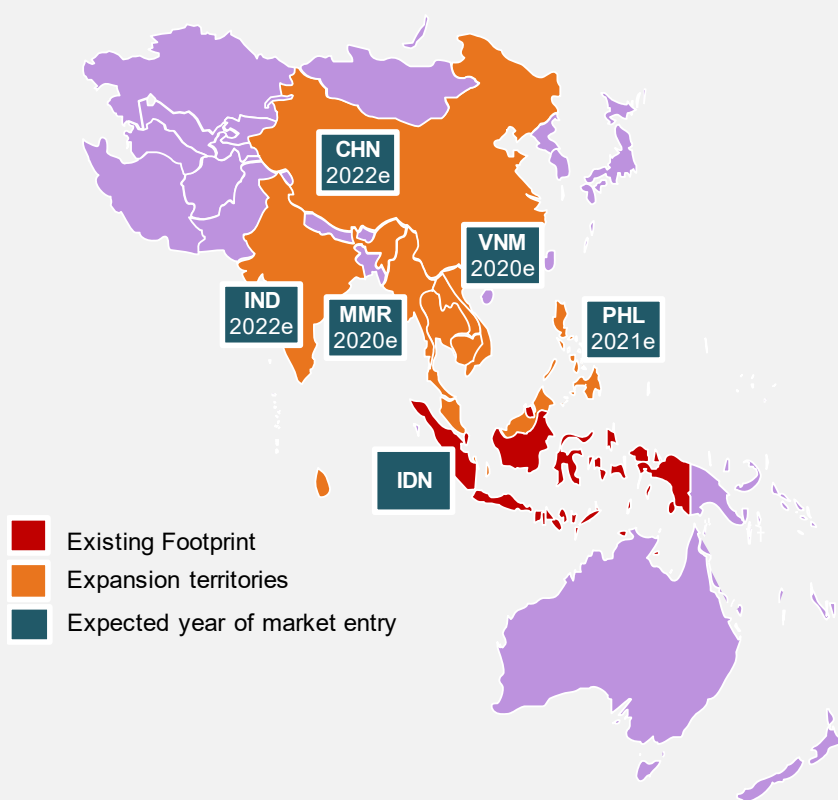 CHN
2022e
VNM
2020e
IND
2022e
MMR
2020e
PHL
2021e
IDN
Existing Footprint
Expansion territories
Expected year of market entry